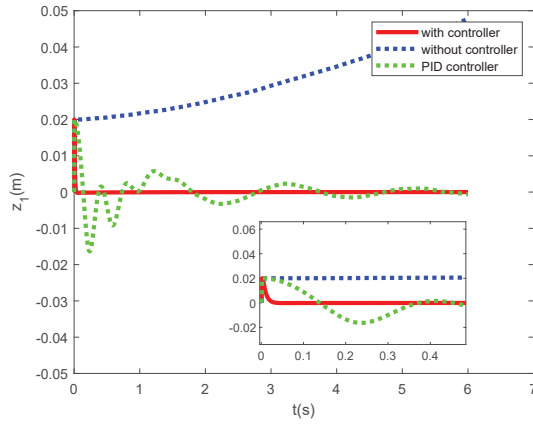 0.05
0.04
0.03
0.02
0.01
0
-0.01
-0.02
-0.03
-0.04
-0.05
z1(m)
with controller
without controller
PID controller
0.06
0.04
0.02
0
-0.02
0 0.1 0.2 0.3 0.4
0 1 2 3 4 5 6 7
t(s)